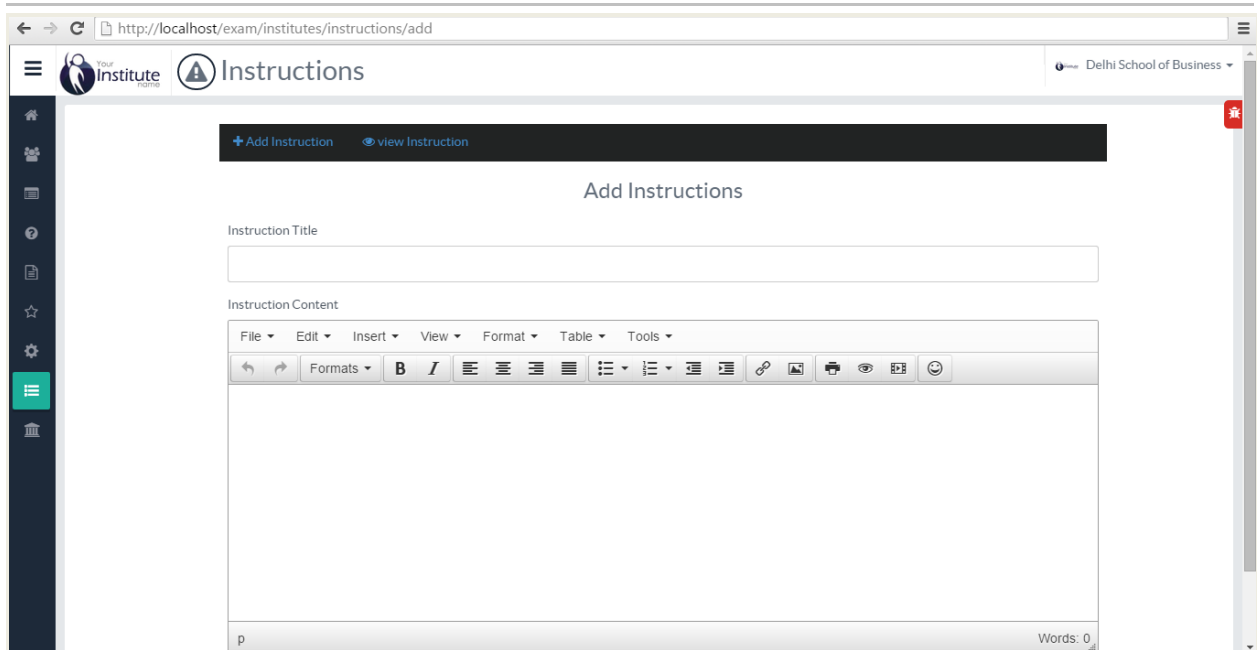 http://localhost/exam/institutes/instructions/add
Your
Institute
name
Instructions
Delhi School of Business
Add Instruction view Instruction
Add Instructions
Instruction Title
Instruction Content
File Edit Insert View Format Table Tools
Formats B I
p Words: 0